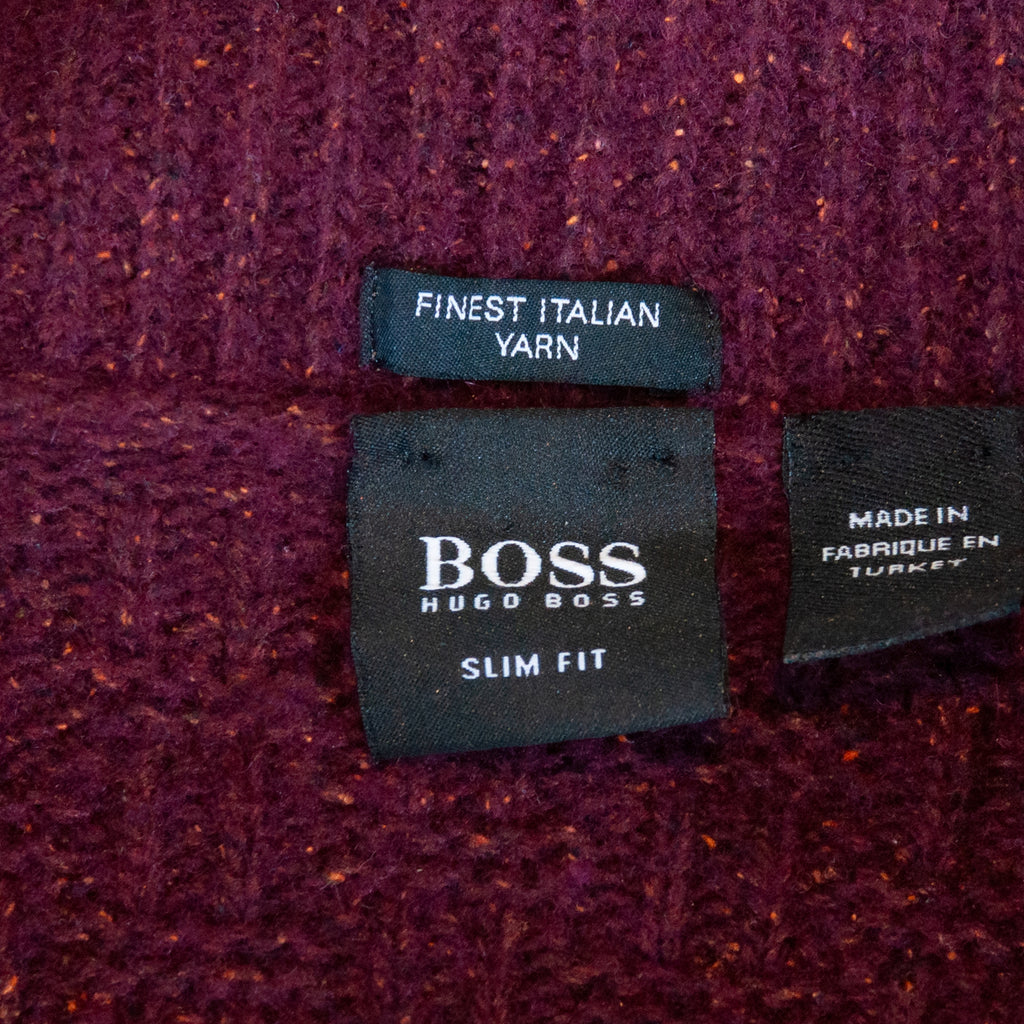 FINEST ITALIAN
YARN
BOSS
HUGO BOSS
SLIM FIT
MADE IN
FABRIQUE EN
TURKEY